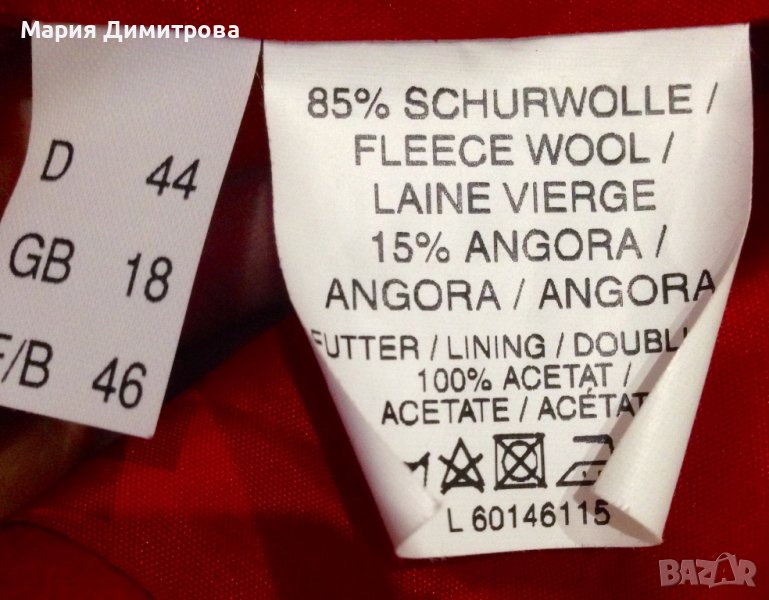 Мария Димитрова
D 44
GB 18
F/B 46
85% SCHURWOLLE /
FLEECE WOOL /
LAINE VIERGE
15% ANGORA /
ANGORA / ANGORA
FUTTER / LINING / DOUBL
100% ACETAT /
ACETATE / ACÉTAT
L 60146115
BAZAR